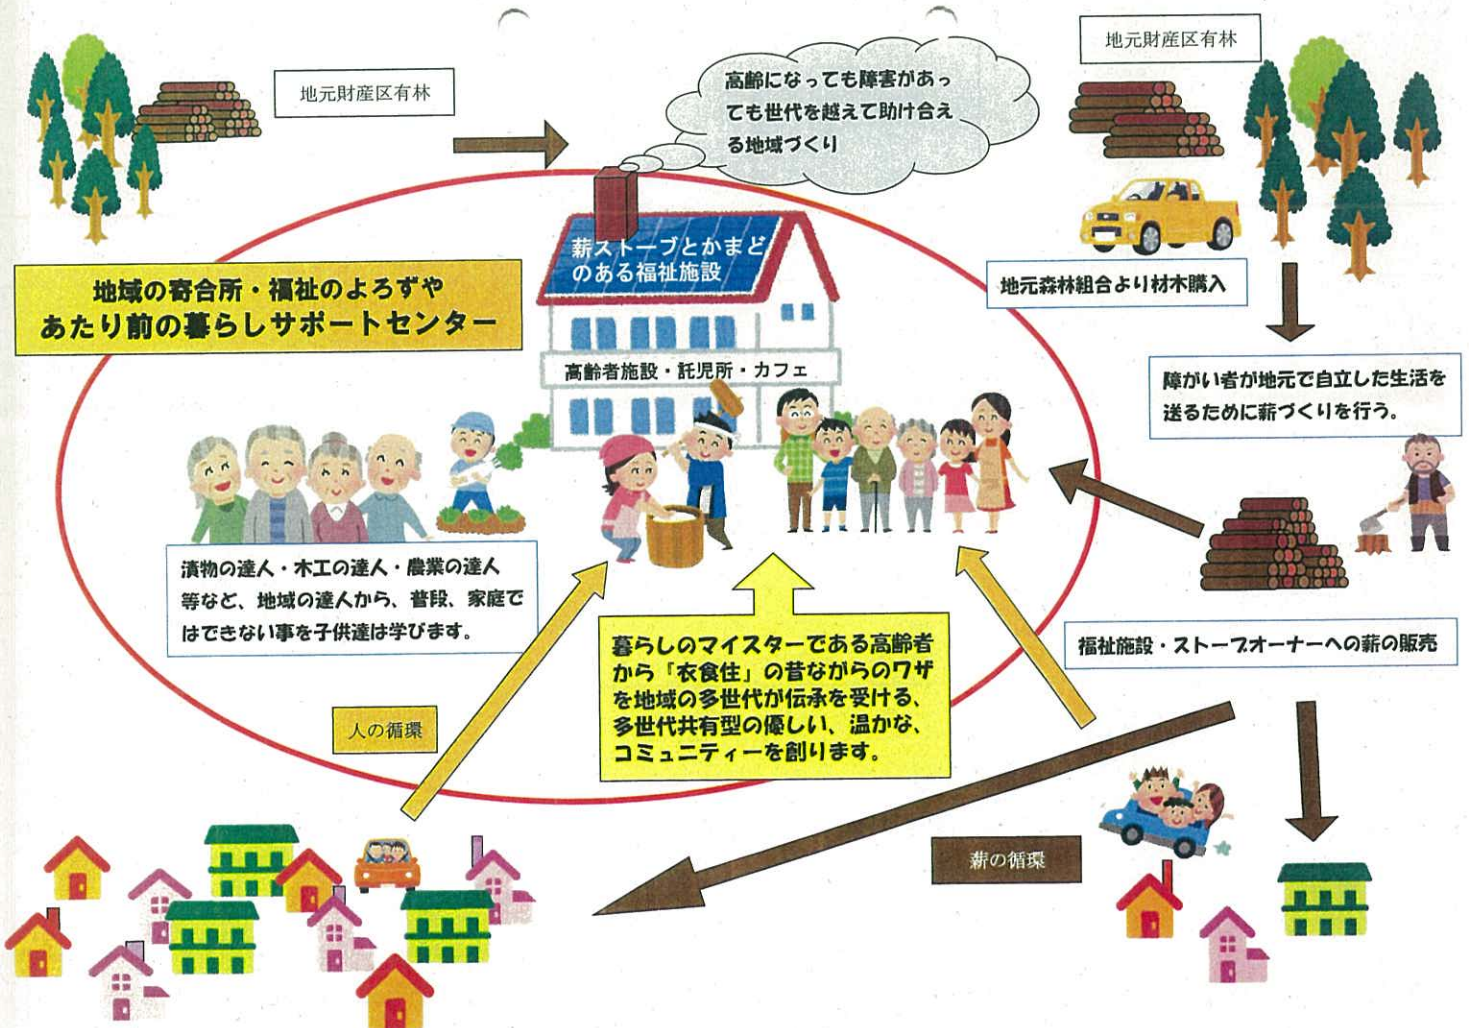 地元財産区有林
高齢になっても障害があっ
ても世代を越えて助け合え
る地域づくり
地元財産区有林
薪ストーブとかまど
のある福祉施設
地域の寄合所・福祉のよろずや
あたり前の暮らしサポートセンター
地元森林組合より材木購入
高齢者施設・託児所・カフェ
障がい者が地元で自立した生活を
送るために薪づくりを行う。
漬物の達人・木工の達人・農業の達人
等など、地域の達人から、普段、家庭で
はできない事を子供達は学びます。
暮らしのマイスターである高齢者
から「衣食住」の昔ながらのワザ
を地域の多世代が伝承を受ける、
多世代共有型の優しい、温かな、
コミュニティーを創ります。
福祉施設・ストーブオーナーへの薪の販売
人の循環
薪の循環